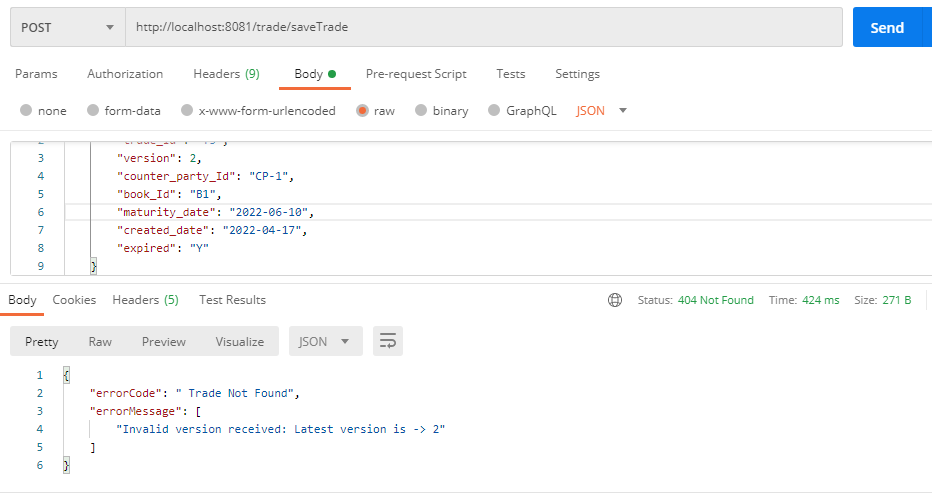 POST http://localhost:8081/trade/saveTrade Send
Params Authorization Headers (9) Body Pre-request Script Tests Settings
none form-data x-www-form-urlencoded raw binary GraphQL JSON
3 "version": 2,
4 "counter_party_Id": "CP-1",
5 "book_Id": "B1",
6 "maturity_date": "2022-06-10",
7 "created_date": "2022-04-17",
8 "expired": "Y"
9 }
Body Cookies Headers (5) Test Results Status: 404 Not Found Time: 424 ms Size: 271 B
Pretty Raw Preview Visualize JSON
1 {
2 "errorCode": " Trade Not Found",
3 "errorMessage": [
4 "Invalid version received: Latest version is -> 2"
5 ]
6 }